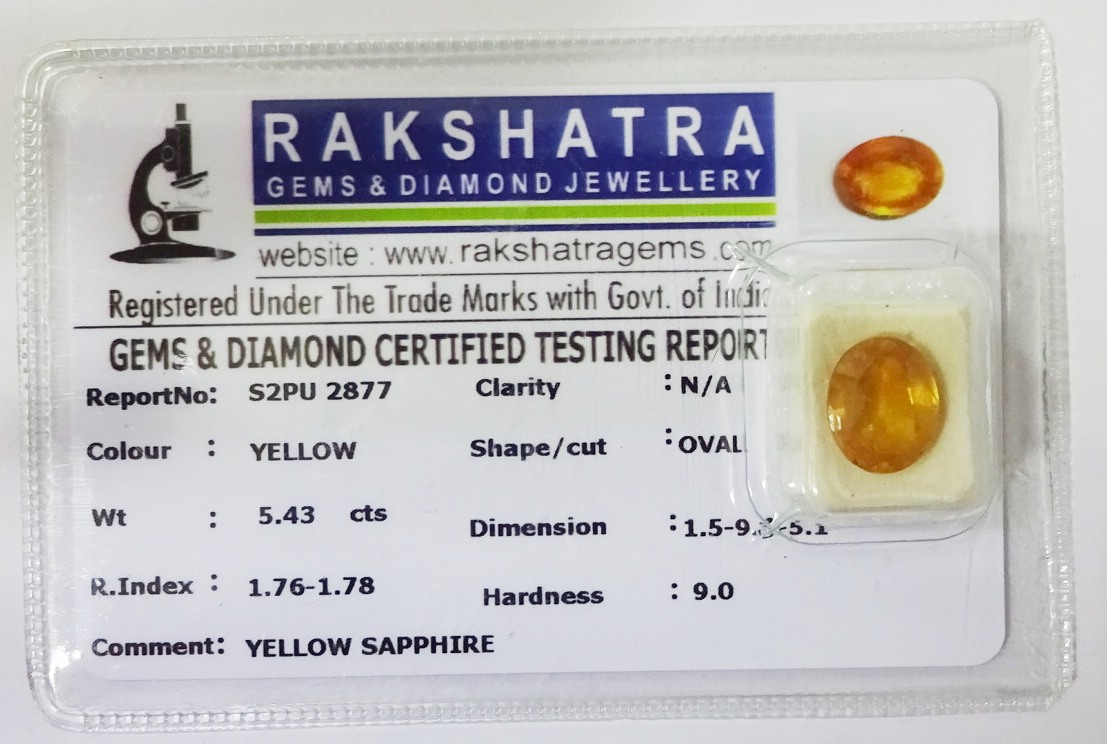 RAKSHATRA
GEMS & DIAMOND JEWELLERY
website : www.rakshatragems.com
Registered Under The Trade Marks with Govt. of India
GEMS & DIAMOND CERTIFIED TESTING REPORT
ReportNo: S2PU 2877 Clarity : N/A
Colour : YELLOW Shape/cut : OVAL
Wt : 5.43 cts Dimension :
R.Index : 1.76-1.78 Hardness : 9.0
Comment: YELLOW SAPPHIRE